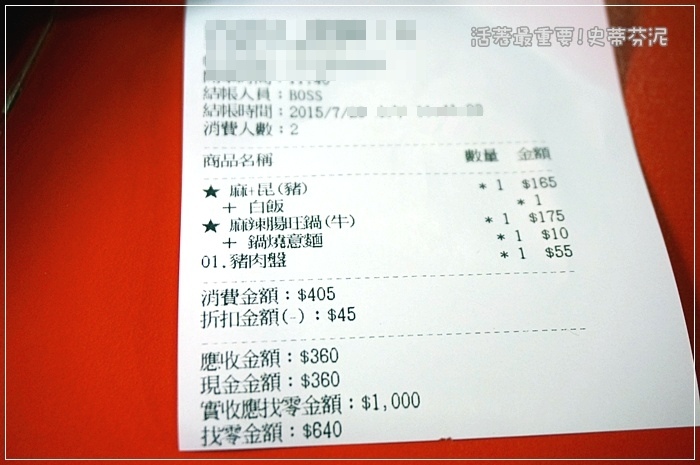 活著最重要!史蒂芬泥
結帳人員：BOSS
結帳時間：2015/7/
消費人數：2
商品名稱 數量 金額
★ 麻+昆(豬) * 1 $165
＋ 白飯 * 1
★ 麻辣腸旺鍋(牛) * 1 $175
＋ 鍋燒意麵 * 1 $10
01.豬肉盤 * 1 $55
消費金額：$405
折扣金額(-)：$45
應收金額：$360
現金金額：$360
實收應找零金額：$1,000
找零金額：$640